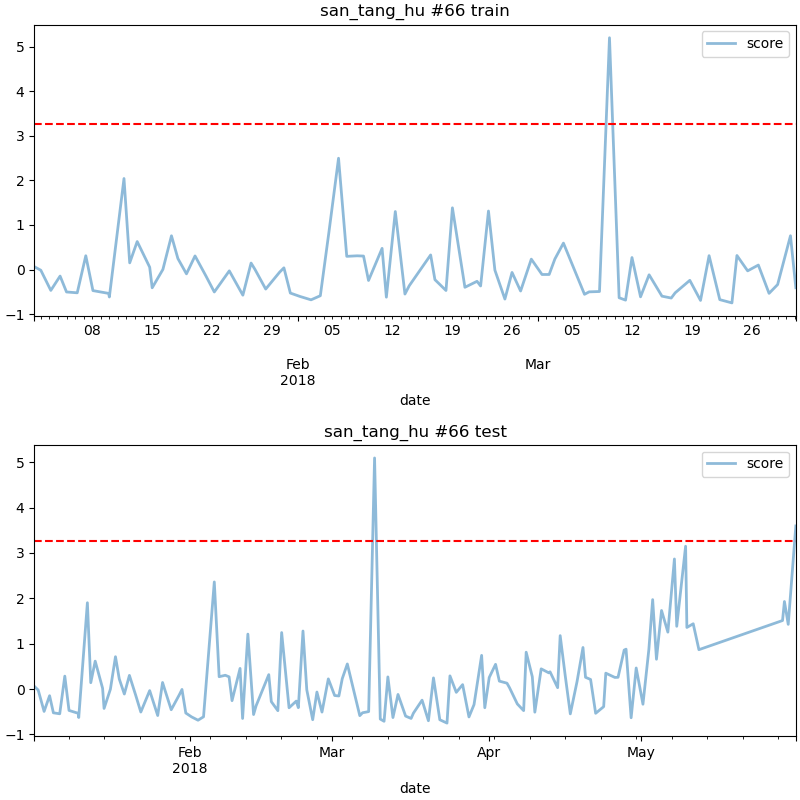 san_tang_hu #66 train
score
5
4
3
2
1
0
−1
08 15 22 29 05 12 19 26 05 12 19 26
Feb Mar
2018
date
san_tang_hu #66 test
score
5
4
3
2
1
0
−1
Feb Mar Apr May
2018
date